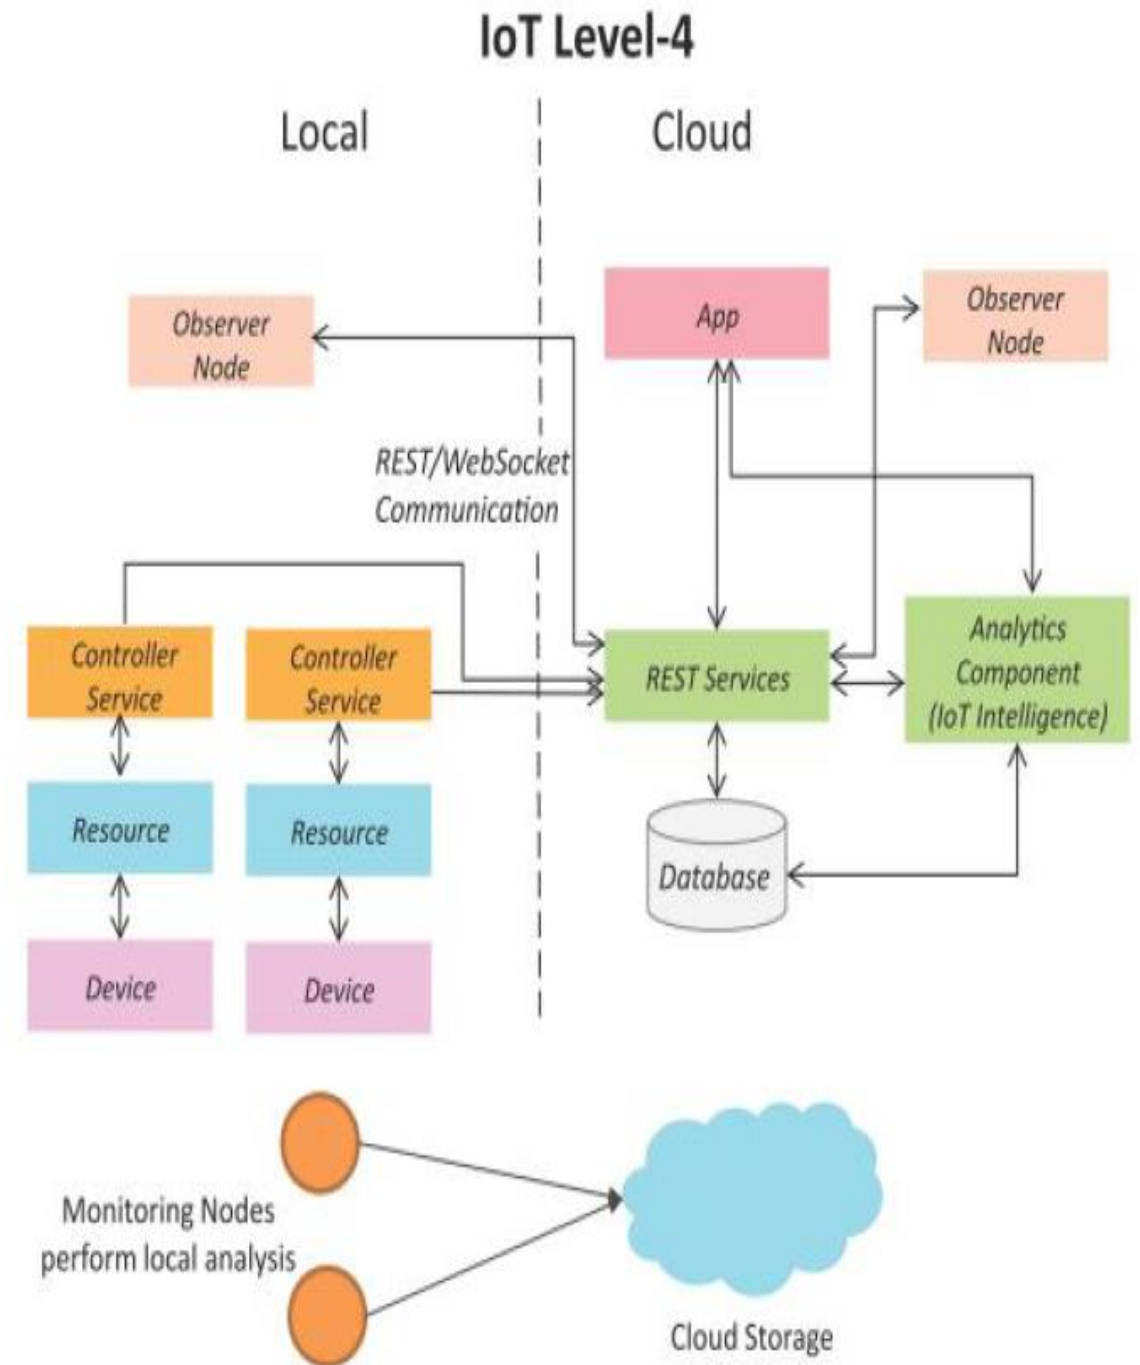 IoT Level-4
Local
Cloud
Observer
Node
App
Observer
Node
REST/WebSocket
Communication
Controller
Service
Controller
Service
REST Services
Analytics
Component
(IoT Intelligence)
Resource
Resource
Database
Device
Device
Monitoring Nodes
perform local analysis
Cloud Storage